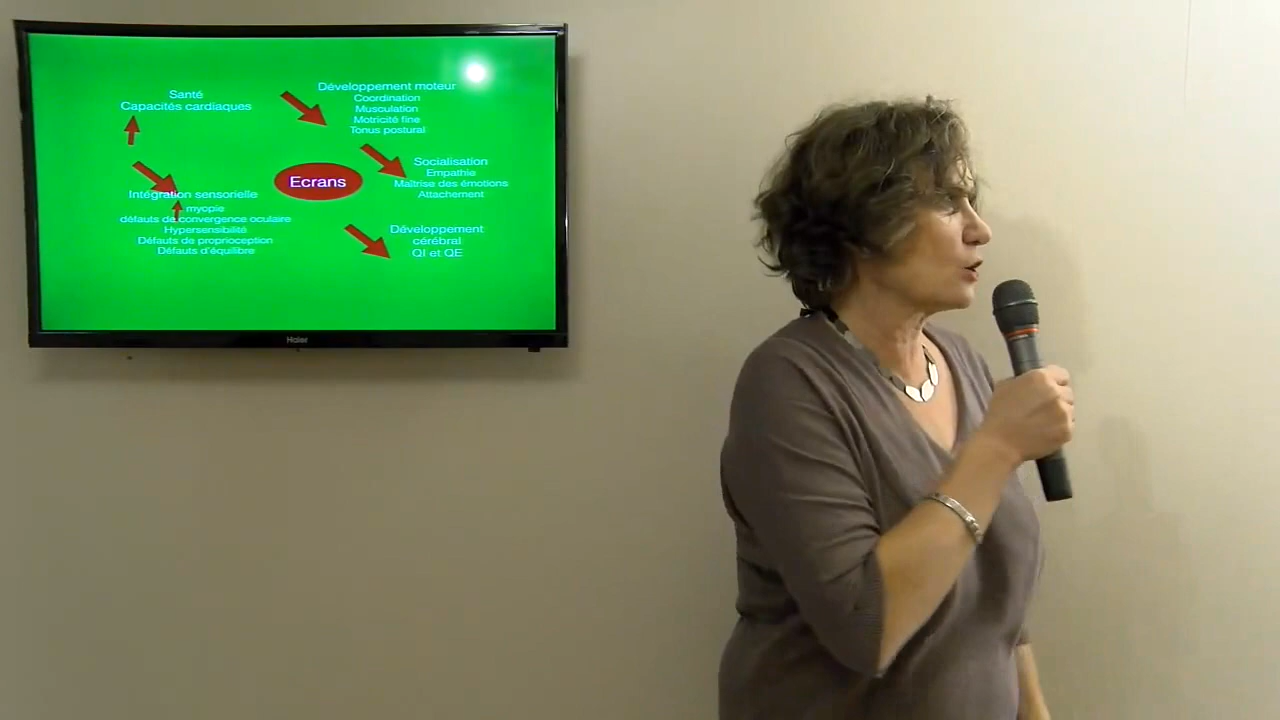 Santé
Capacités cardiaques
Intégration sensorielle
myopie
défauts de convergence oculaire
Hypersensibilité
Défauts de proprioception
Défauts d'équilibre
Ecrans
Développement moteur
Coordination
Musculation
Motricité fine
Tonus postural
Socialisation
Empathie
Maîtrise des émotions
Attachement
Développement
cérébral
QI et QE
Haier